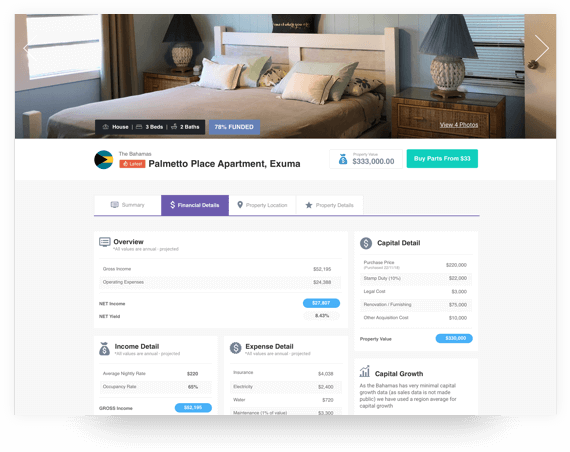 House | 3 Beds | 2 Baths
78% FUNDED
View 4 Photos
The Bahamas
Latest
Palmetto Place Apartment, Exuma
Property Value
$333,000.00
Buy Parts From $33
Summary
Financial Details
Property Location
Property Details
Overview
*All values are annual - projected
Gross Income $52,195
Operating Expenses $24,388
NET Income $27,807
NET Yield 8.43%
Capital Detail
Purchase Price $220,000
Stamp Duty (10%) $22,000
Legal Cost $3,000
Renovation / Furnishing $75,000
Other Acquisition Cost $10,000
Property Value
Income Detail
*All values are annual - projected
Average Nightly Rate $220
Occupancy Rate 65%
GROSS Income $52,195
Expense Detail
*All values are annual - projected
Insurance $4,028
Electricity $2,400
Water $720
Maintenance (1% of value) $3,300
Capital Growth
As the Bahamas has very minimal capital
growth data (as sales data is not made
public) we have used a region average for
capital growth